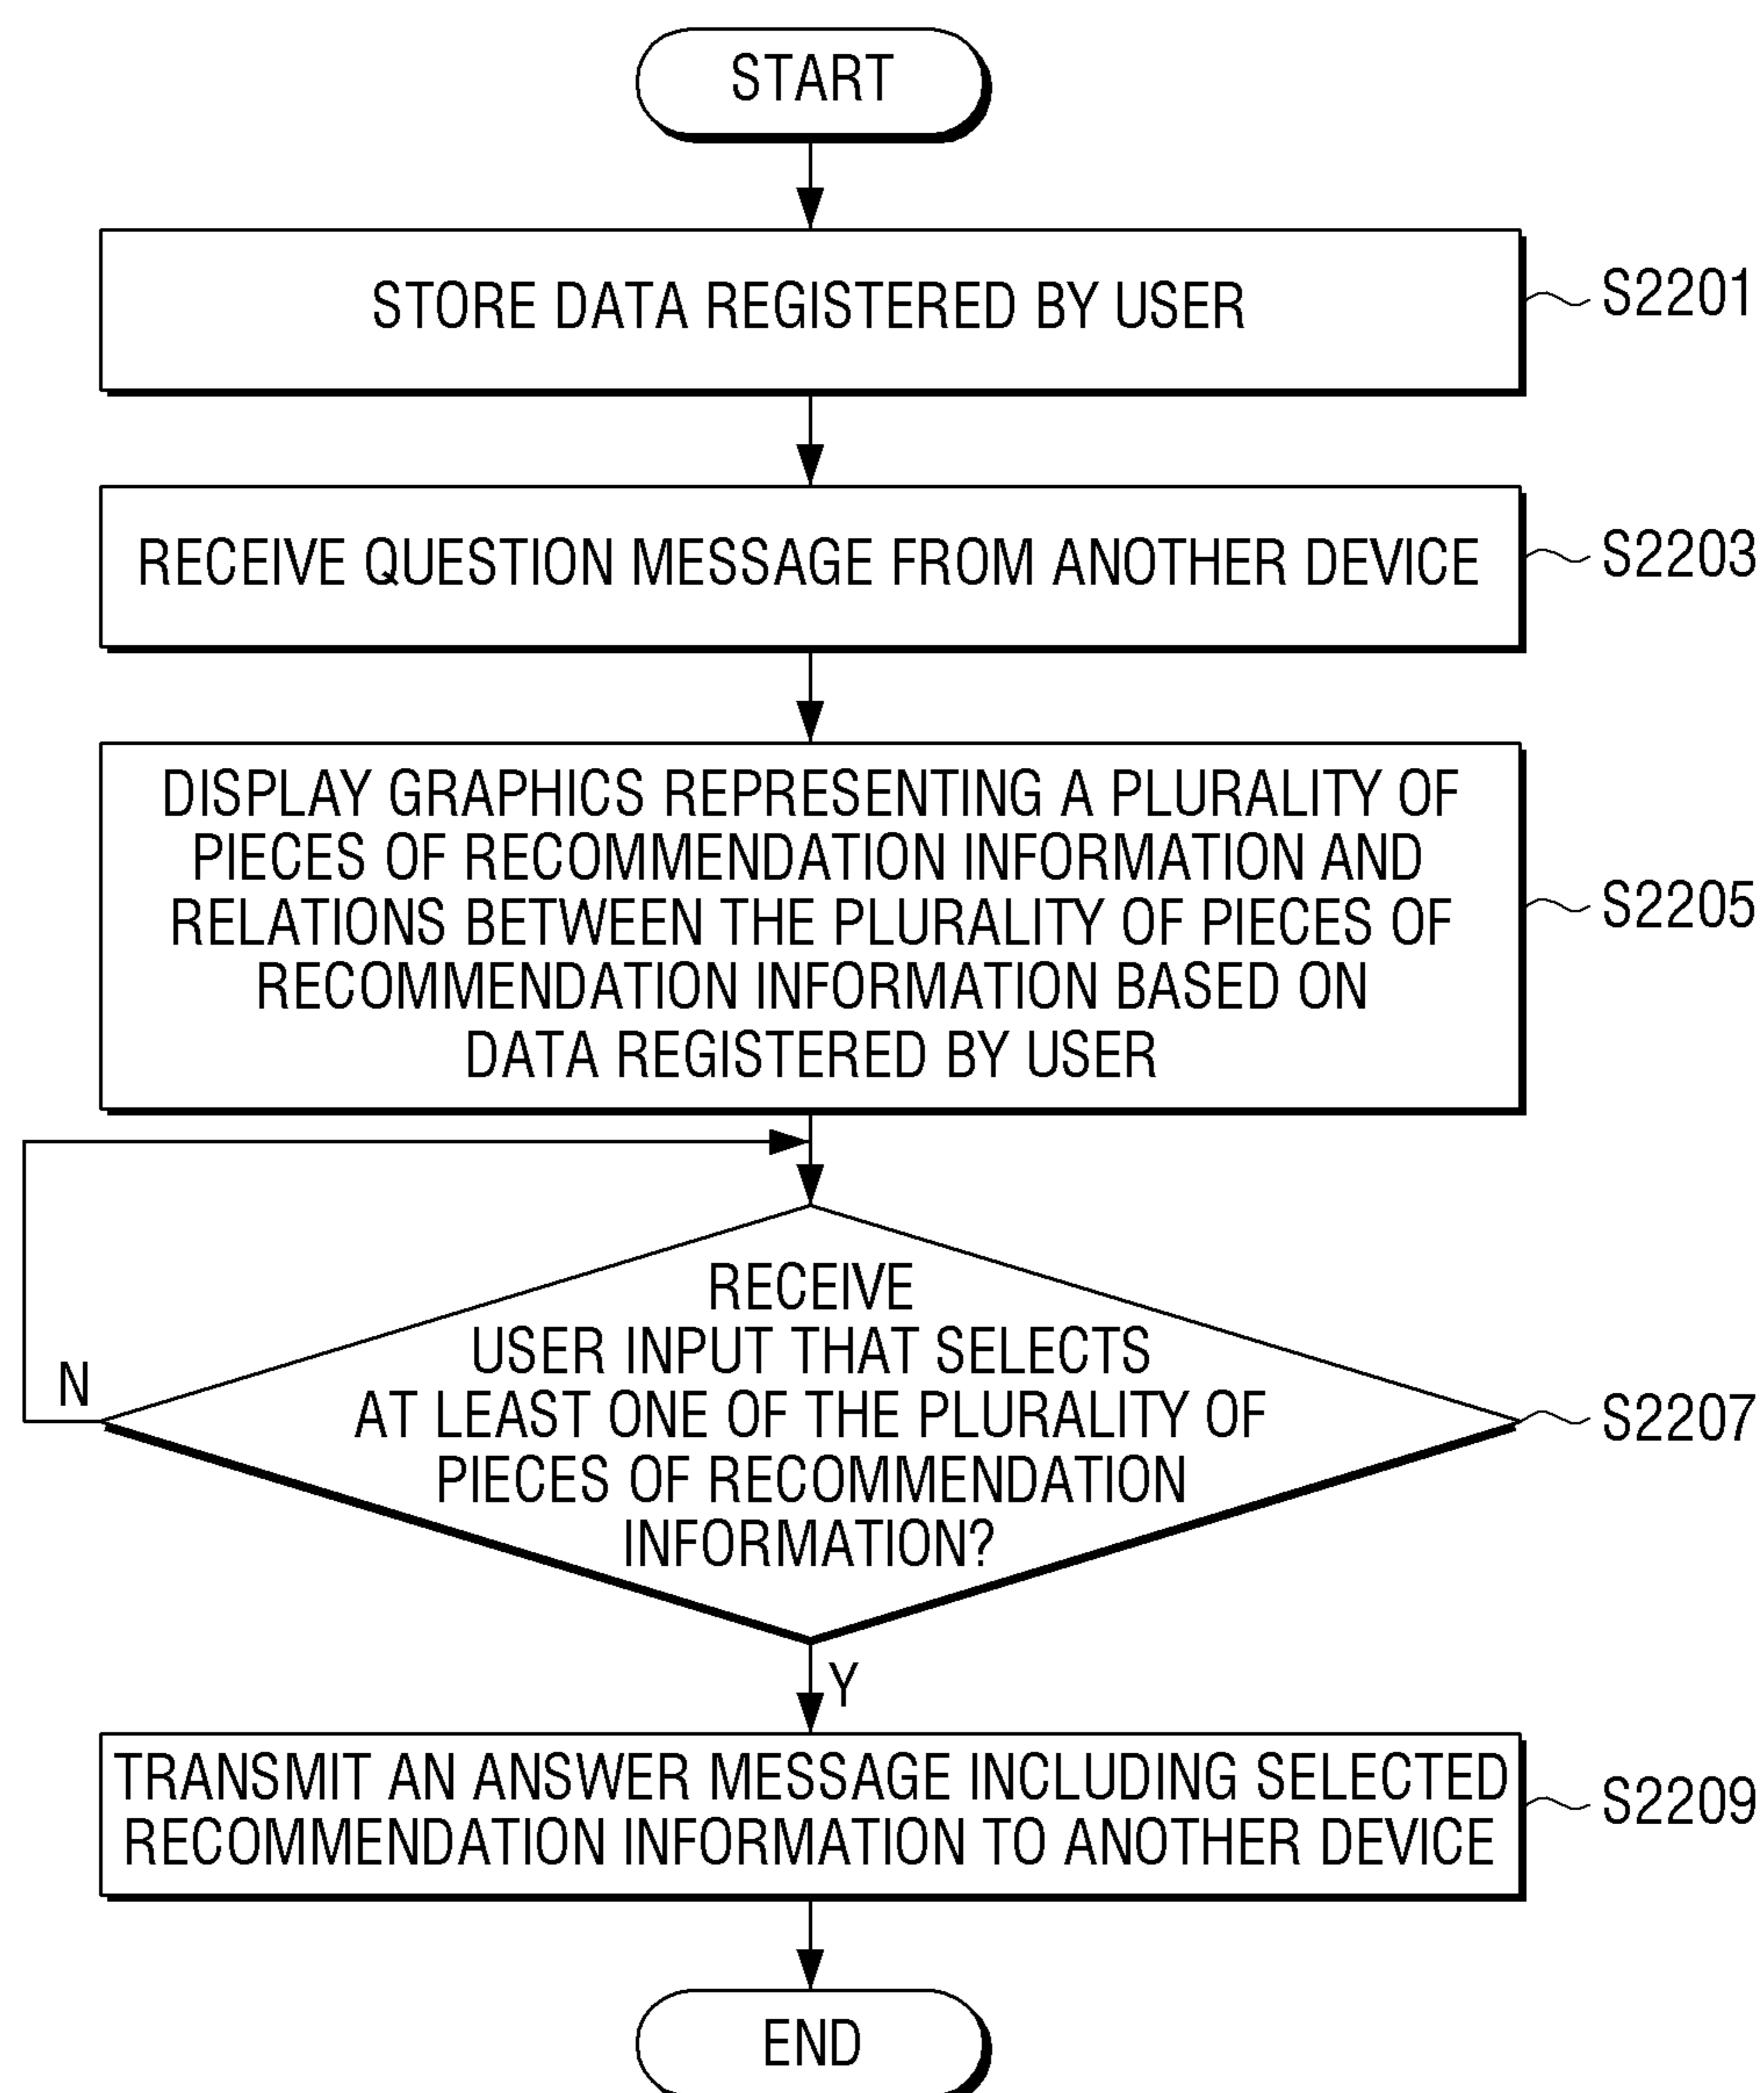 START
STORE DATA REGISTERED BY USER
S2201
RECEIVE QUESTION MESSAGE FROM ANOTHER DEVICE
S2203
DISPLAY GRAPHICS REPRESENTING A PLURALITY OF
PIECES OF RECOMMENDATION INFORMATION AND
RELATIONS BETWEEN THE PLURALITY OF PIECES OF
RECOMMENDATION INFORMATION BASED ON
DATA REGISTERED BY USER
S2205
RECEIVE
USER INPUT THAT SELECTS
AT LEAST ONE OF THE PLURALITY OF
PIECES OF RECOMMENDATION
INFORMATION?
N
S2207
Y
TRANSMIT AN ANSWER MESSAGE INCLUDING SELECTED
RECOMMENDATION INFORMATION TO ANOTHER DEVICE
S2209
END